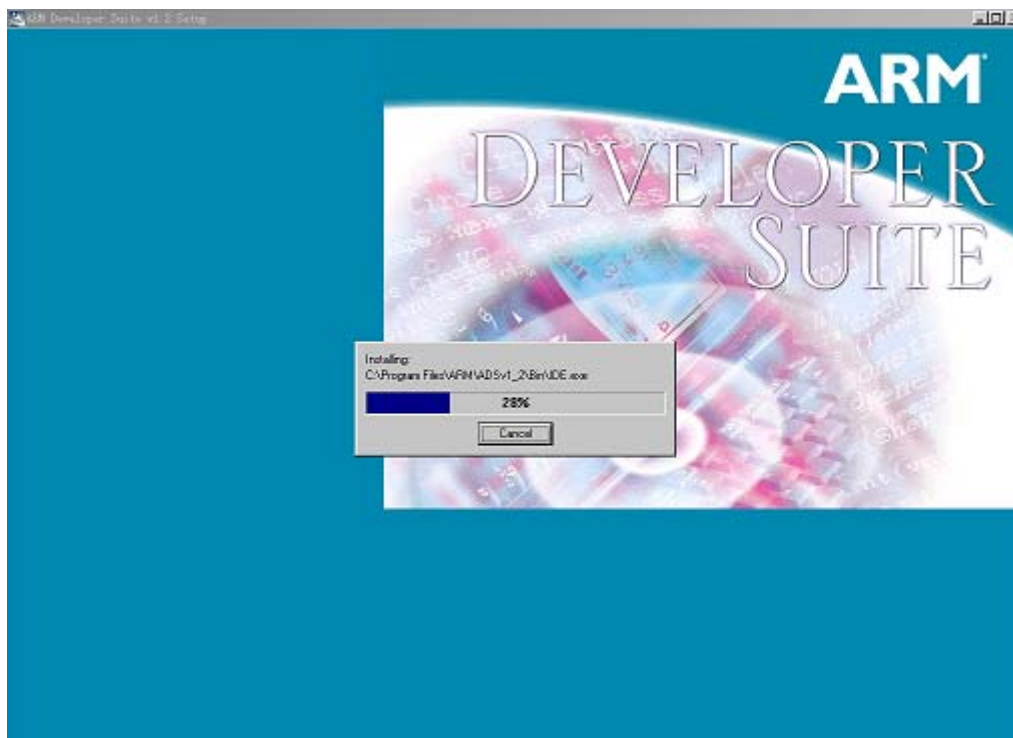 ARM Developer Suite v1.2 Setup
ARM
DEVELOPER
SUITE
Installing:
C:\Program Files\ARM\ADSv1_2\Bin\IDE.exe
28%
Cancel